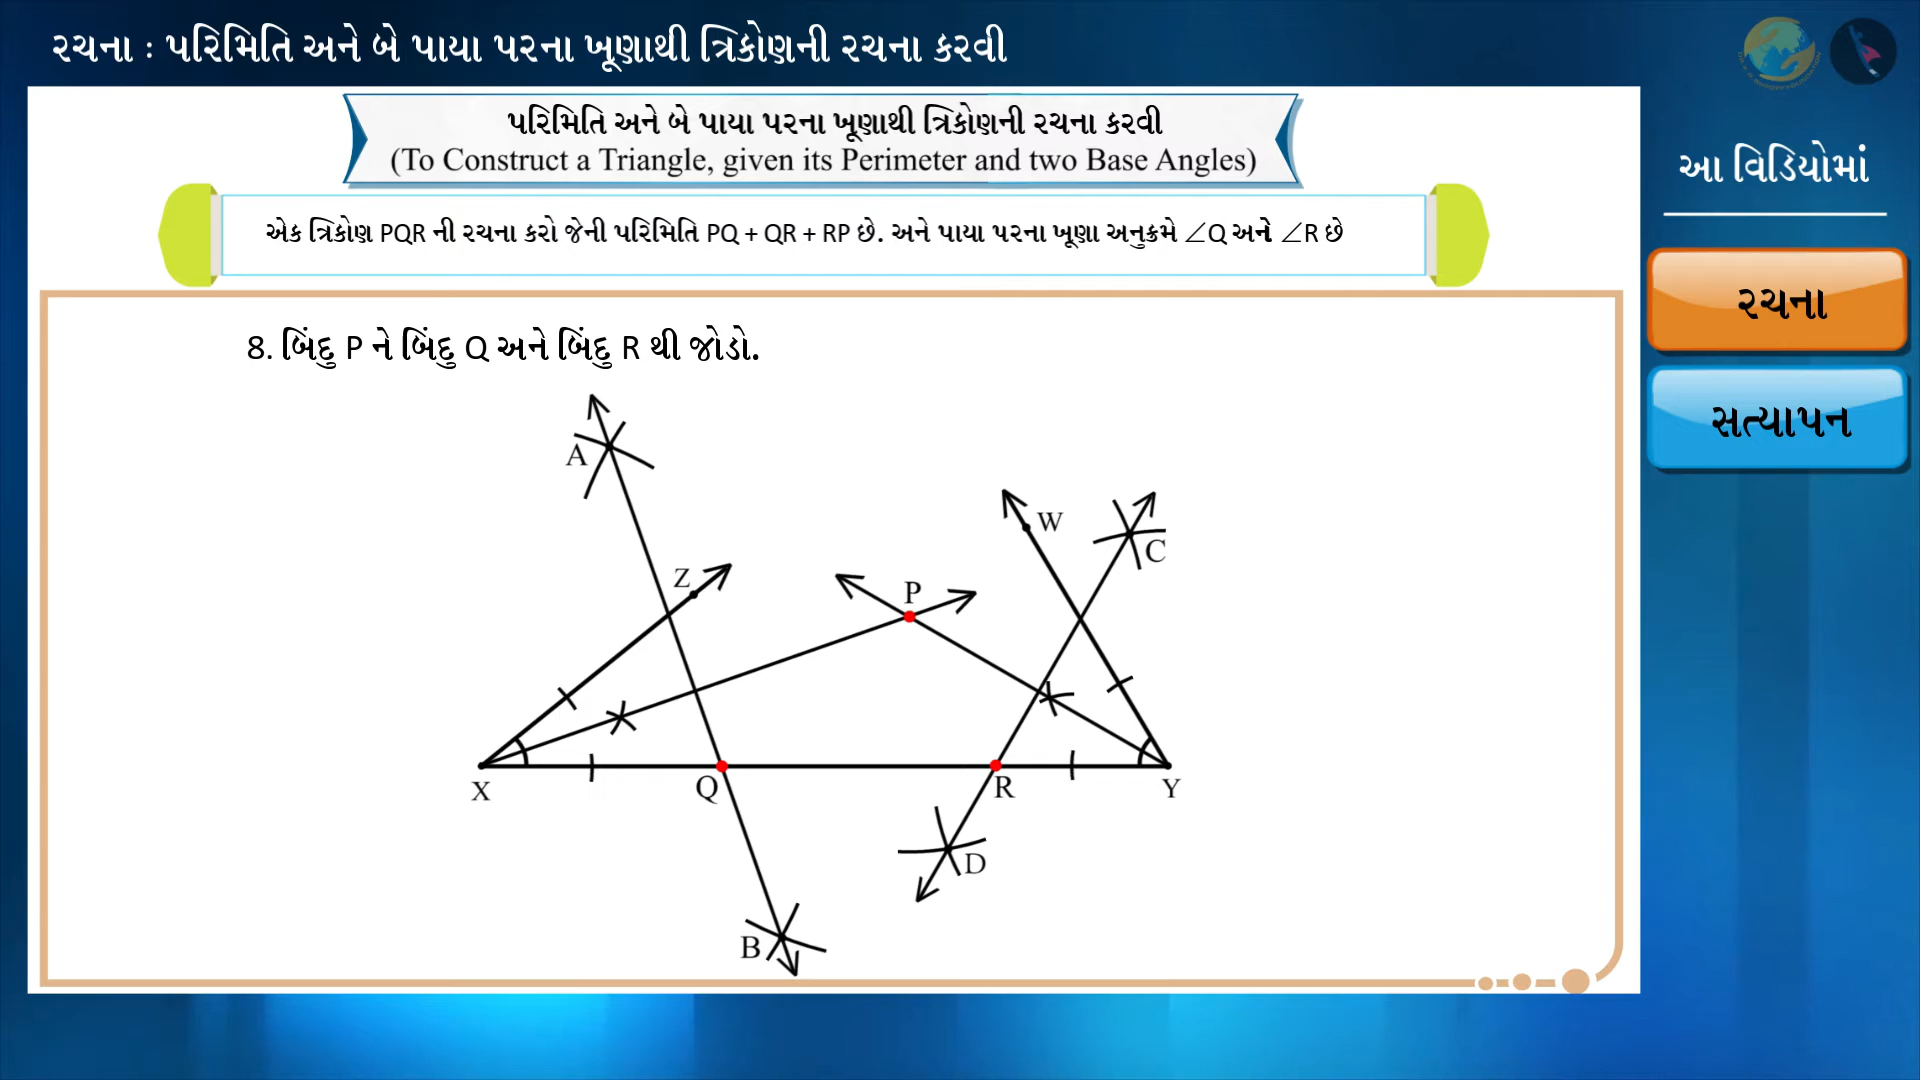 રચના : પરિમિતિ અને બે પાયા પરના ખૂણાથી ત્રિકોણની રચના કરવી
પરિમિતિ અને બે પાયા પરના ખૂણાથી ત્રિકોણની રચના કરવી
(To Construct a Triangle, given its Perimeter and two Base Angles)
આ વિડિયોમાં
એક ત્રિકોણ PQR ની રચના કરો જેની પરિમિતિ PQ + QR + RP છે. અને પાયા પરના ખૂણા અનુક્રમે ∠Q અને ∠R છે
રચના
સત્યાપન
8. બિંદુ P ને બિંદુ Q અને બિંદુ R થી જોડો.
A
W
C
Z
P
X
Q
R
Y
D
B